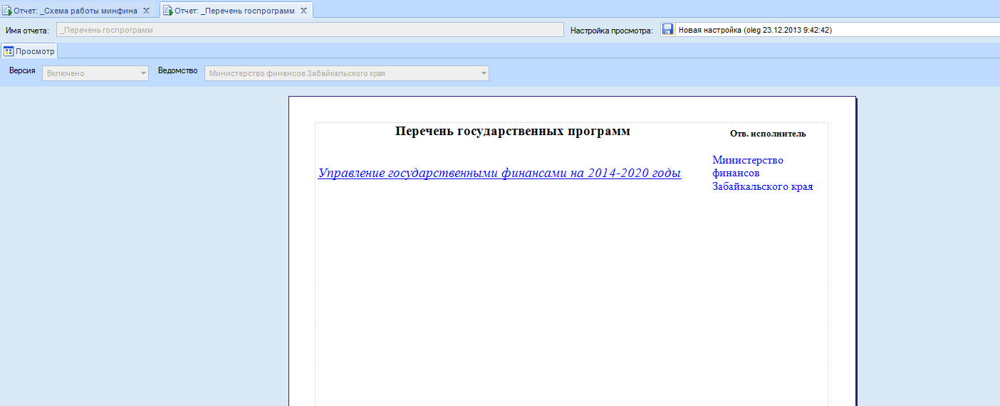 Отчет: _Схема работы минфина
Отчет: _Перечень госпрограмм
Имя отчета: _Перечень госпрограмм Настройка просмотра: Новая настройка (oleg 23.12.2013 9:42:42)
Просмотр
Версия Включено Ведомство Министерство финансов Забайкальского края
Перечень государственных программ
Отв. исполнитель
Управление государственными финансами на 2014-2020 годы
Министерство
финансов
Забайкальского края